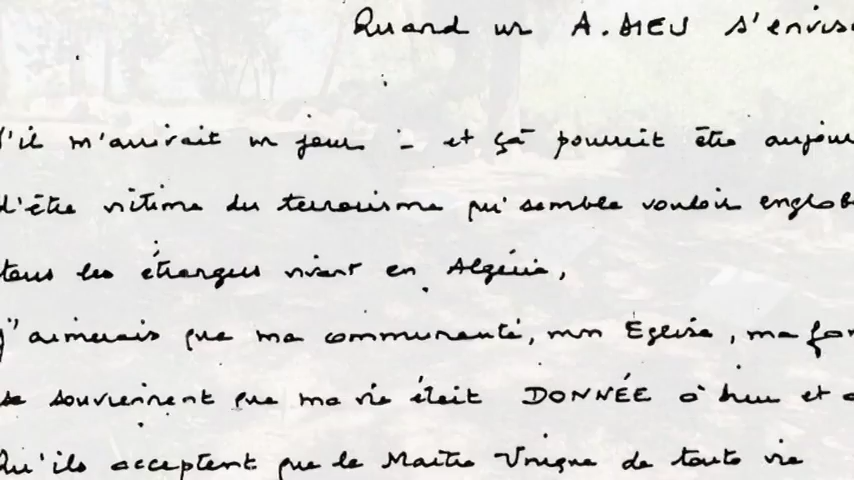 Quand un A.DIEU s'envisa
s'il m'arrivait un jour - et çà pourrait être aujour
d'être victime du terrorisme qui semble vouloir englob
tous les étrangers vivant en Algérie,
j'aimerais que ma communauté, mon Eglise, ma fam
se souviennent que ma vie était DONNÉE à Dieu et à
Qu'ils acceptent que le Maître Unique de toute vie